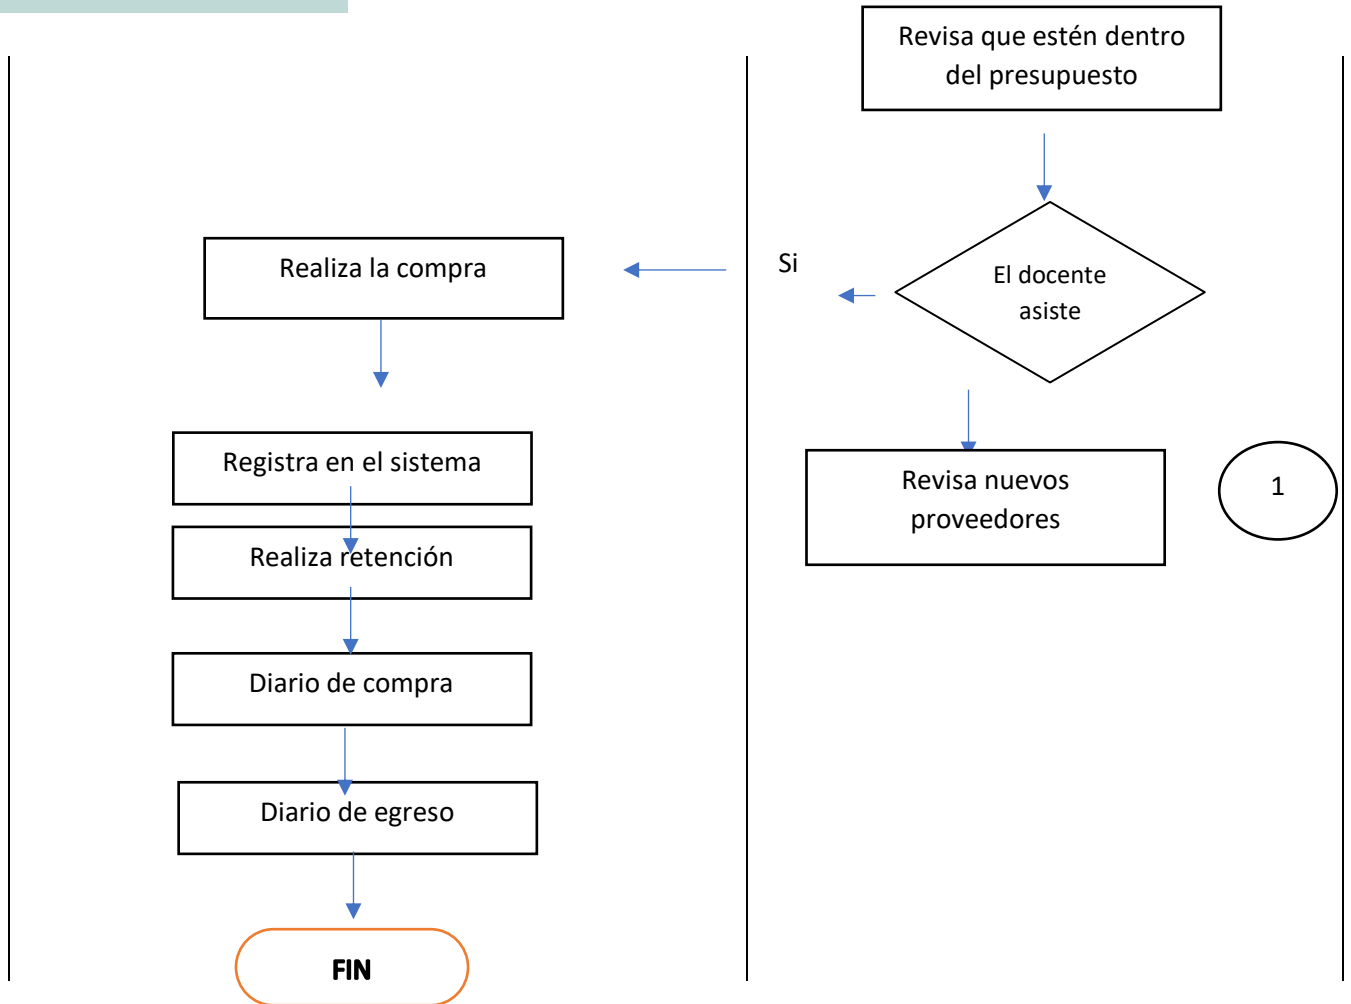 Revisa que estén dentro
del presupuesto
El docente
asiste
Si
Realiza la compra
Revisa nuevos
proveedores
1
Registra en el sistema
Realiza retención
Diario de compra
Diario de egreso
FIN